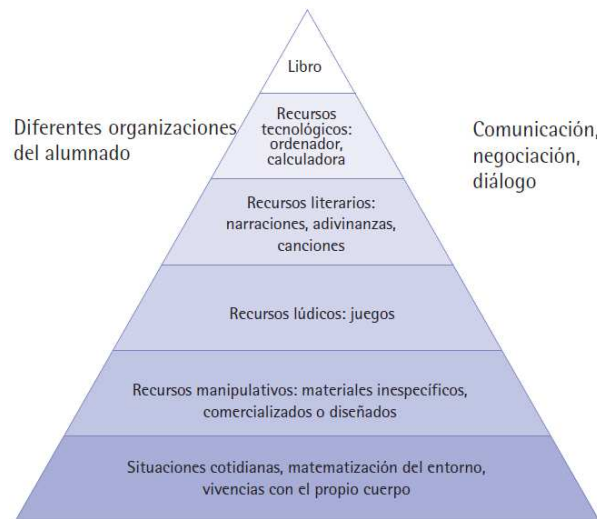 Libro
Recursos
tecnológicos:
ordenador,
calculadora
Diferentes organizaciones
del alumnado
Comunicación,
negociación,
diálogo
Recursos literarios:
narraciones, adivinanzas,
canciones
Recursos lúdicos: juegos
Recursos manipulativos: materiales inespecíficos,
comercializados o diseñados
Situaciones cotidianas, matematización del entorno,
vivencias con el propio cuerpo